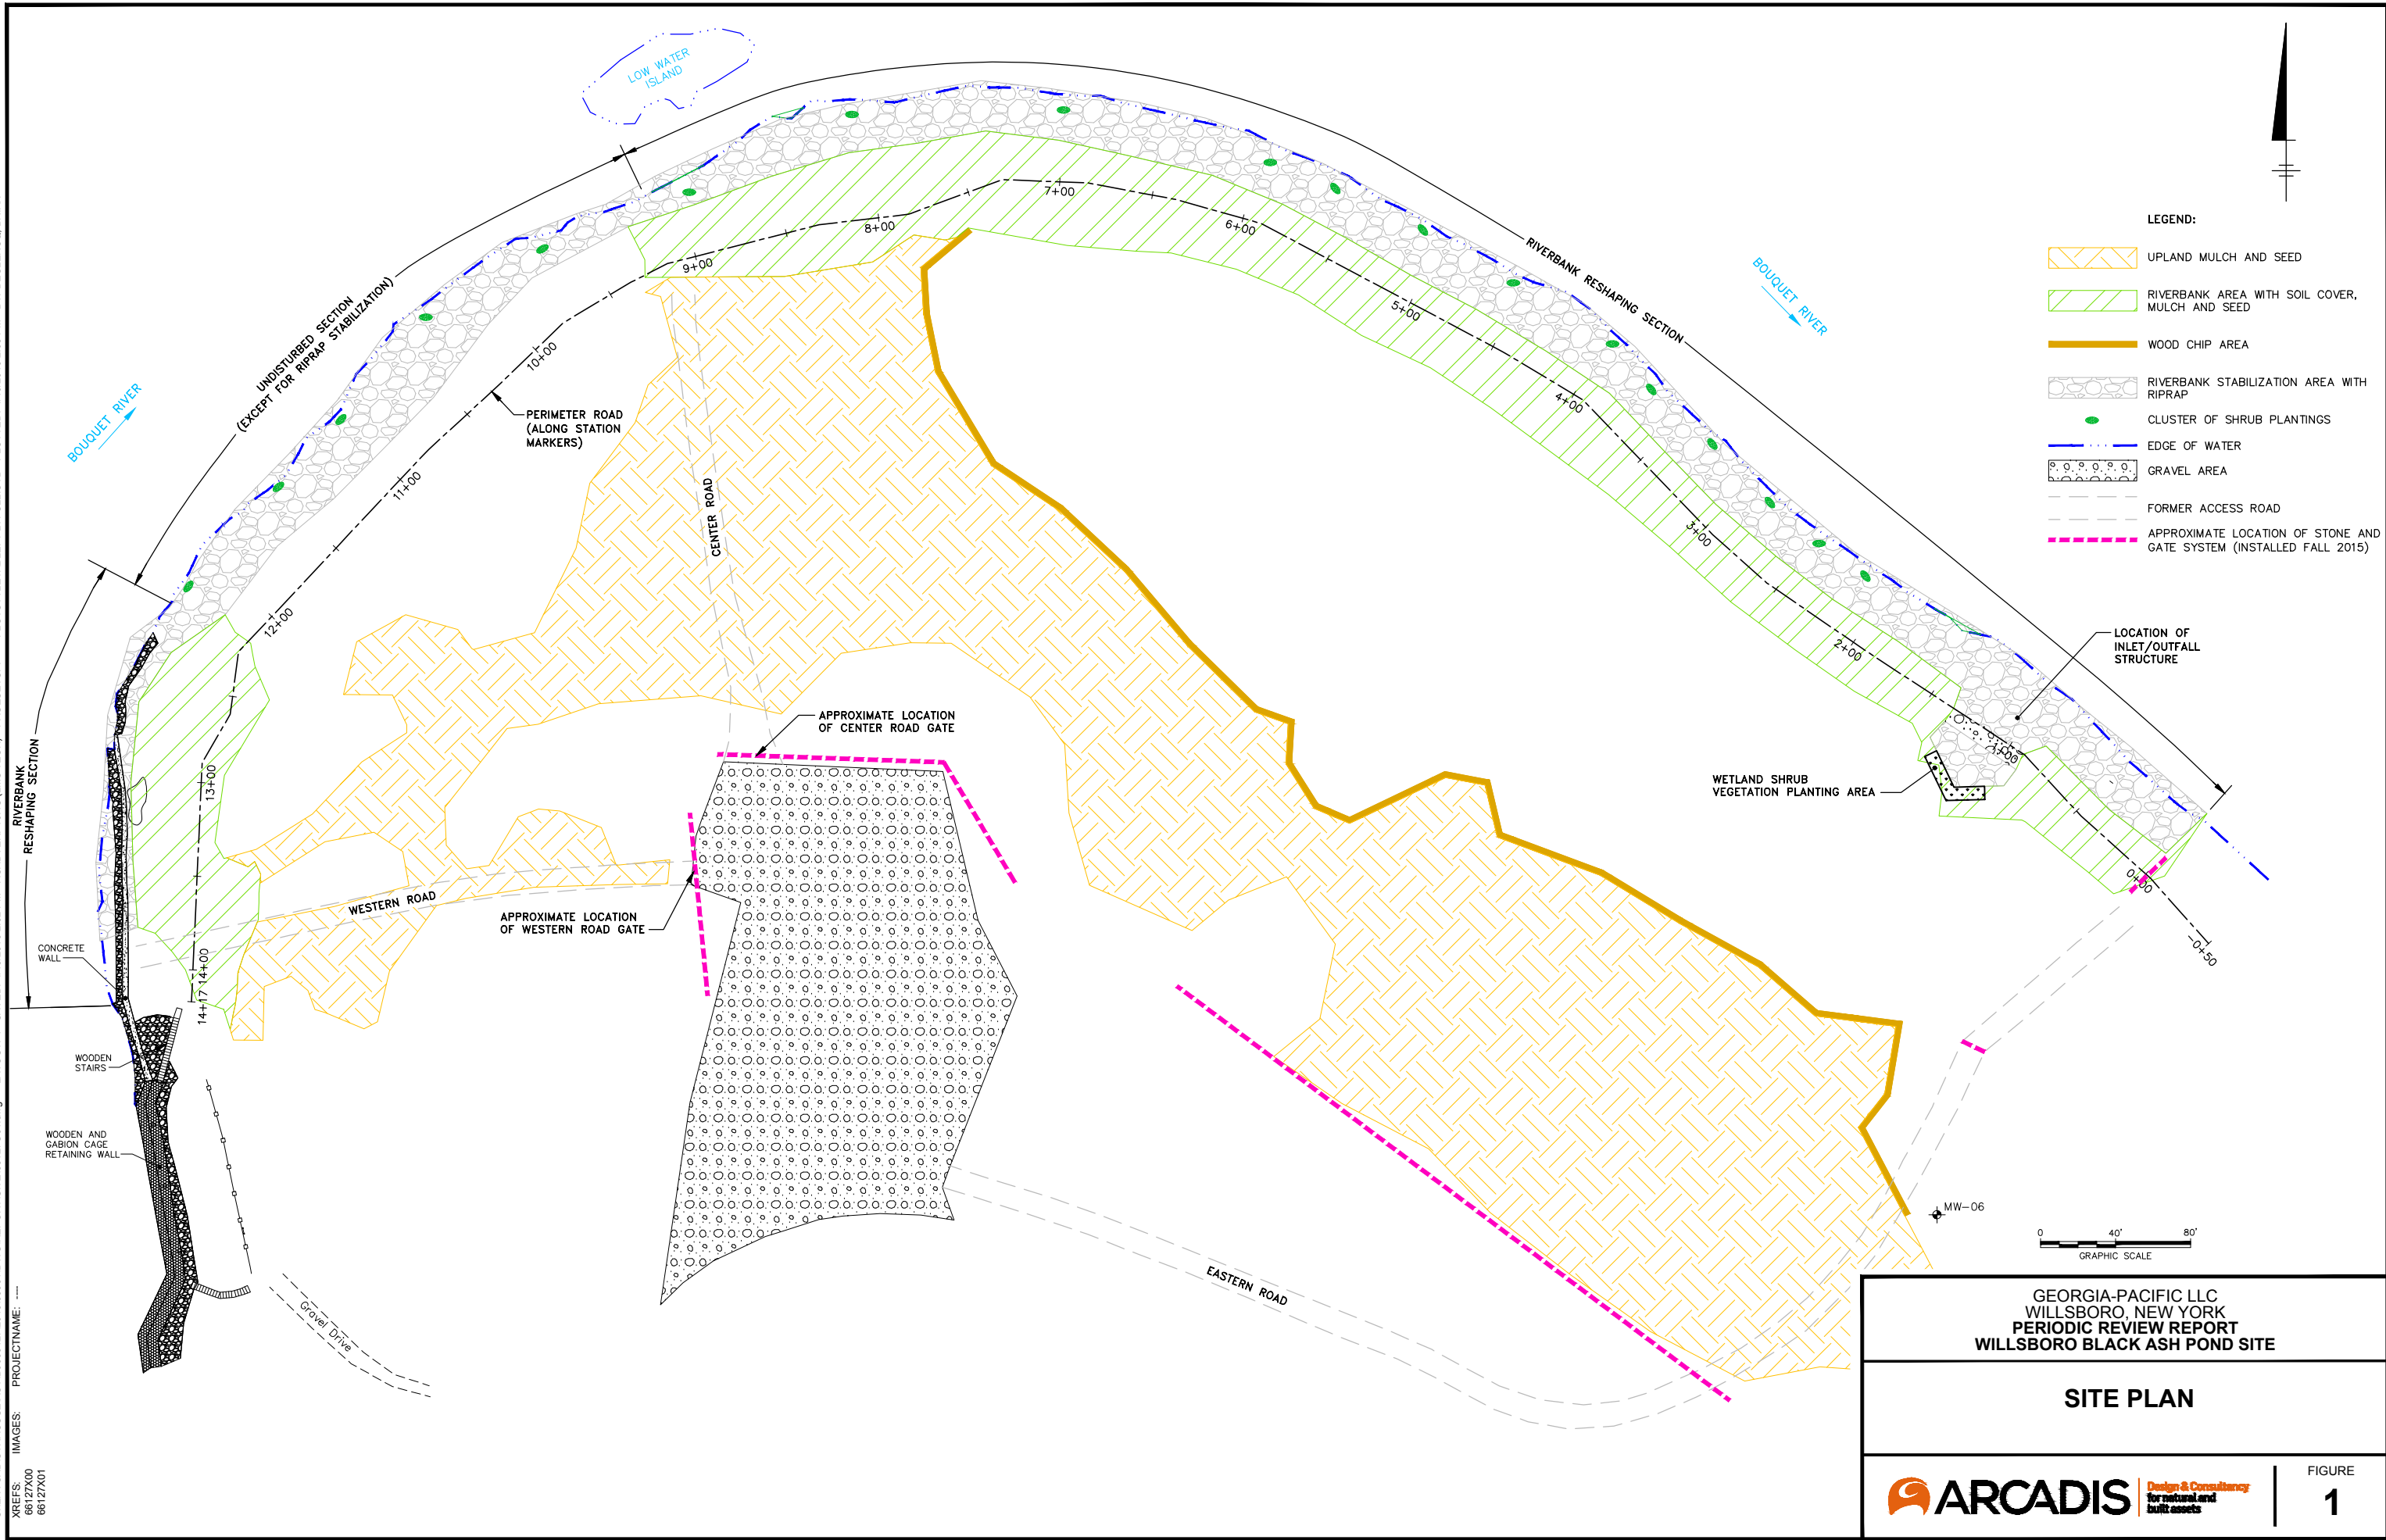 LOW WATER
ISLAND
BOUQUET RIVER
UNDISTURBED SECTION
(EXCEPT FOR RIPRAP STABILIZATION)
RIVERBANK RESHAPING SECTION
BOUQUET RIVER
7+00
8+00
6+00
9+00
5+00
10+00
4+00
11+00
3+00
12+00
2+00
13+00
1+00
14+00
14+17
0+00
-0+50
PERIMETER ROAD
(ALONG STATION
MARKERS)
CENTER ROAD
APPROXIMATE LOCATION
OF CENTER ROAD GATE
RIVERBANK
RESHAPING SECTION
WESTERN ROAD
APPROXIMATE LOCATION
OF WESTERN ROAD GATE
WETLAND SHRUB
VEGETATION PLANTING AREA
LOCATION OF
INLET/OUTFALL
STRUCTURE
CONCRETE
WALL
WOODEN
STAIRS
WOODEN AND
GABION CAGE
RETAINING WALL
Gravel Drive
EASTERN ROAD
MW-06
LEGEND:
UPLAND MULCH AND SEED
RIVERBANK AREA WITH SOIL COVER,
MULCH AND SEED
WOOD CHIP AREA
RIVERBANK STABILIZATION AREA WITH
RIPRAP
CLUSTER OF SHRUB PLANTINGS
EDGE OF WATER
GRAVEL AREA
FORMER ACCESS ROAD
APPROXIMATE LOCATION OF STONE AND
GATE SYSTEM (INSTALLED FALL 2015)
0 40' 80'
GRAPHIC SCALE
GEORGIA-PACIFIC LLC
WILLSBORO, NEW YORK
PERIODIC REVIEW REPORT
WILLSBORO BLACK ASH POND SITE
SITE PLAN
ARCADIS
Design & Consultancy
for natural and
built assets
FIGURE
1
XREFS: IMAGES: PROJECTNAME: ----
66127X00
66127X01